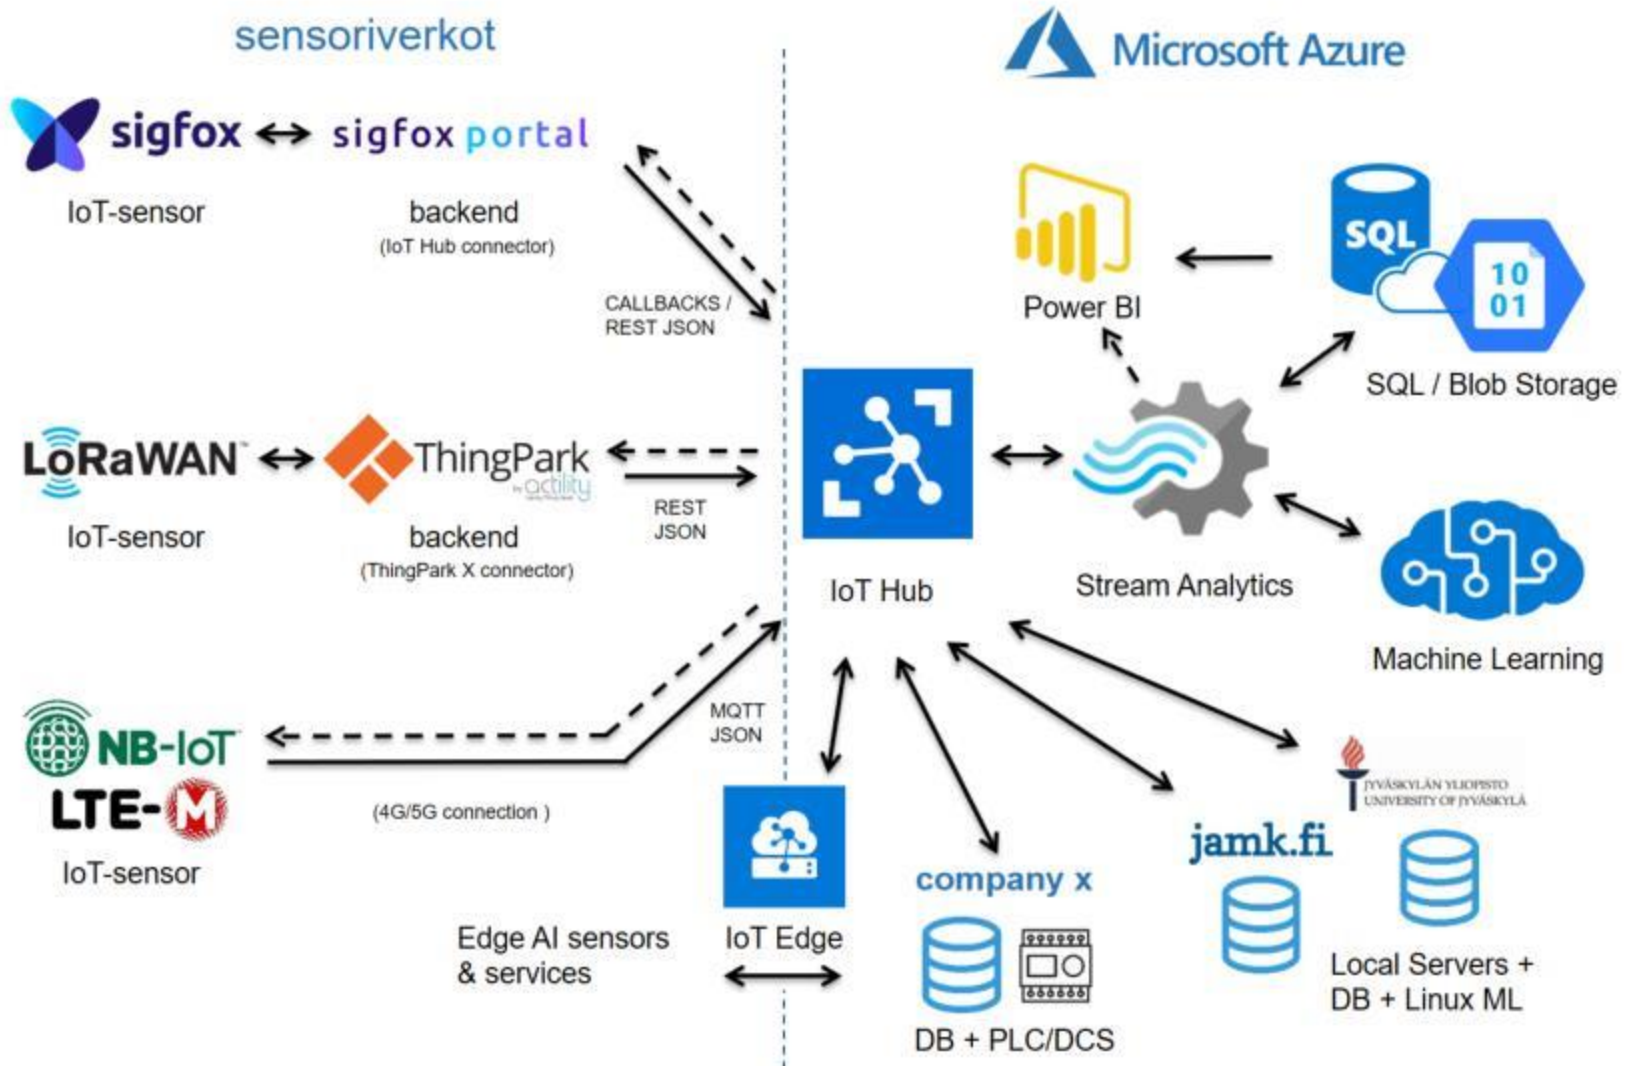 sensoriverkot
Microsoft Azure
sigfox
sigfox portal
IoT-sensor
backend
(IoT Hub connector)
CALLBACKS /
REST JSON
Power BI
SQL
10
01
SQL / Blob Storage
LoRaWAN™
ThingPark
by actility
IoT-sensor
backend
(ThingPark X connector)
REST
JSON
IoT Hub
Stream Analytics
Machine Learning
NB-IoT
LTE-M
IoT-sensor
(4G/5G connection )
MQTT
JSON
JYVÄSKYLÄN YLIOPISTO
UNIVERSITY OF JYVÄSKYLÄ
jamk.fi
company x
Edge AI sensors
& services
IoT Edge
Local Servers +
DB + Linux ML
DB + PLC/DCS